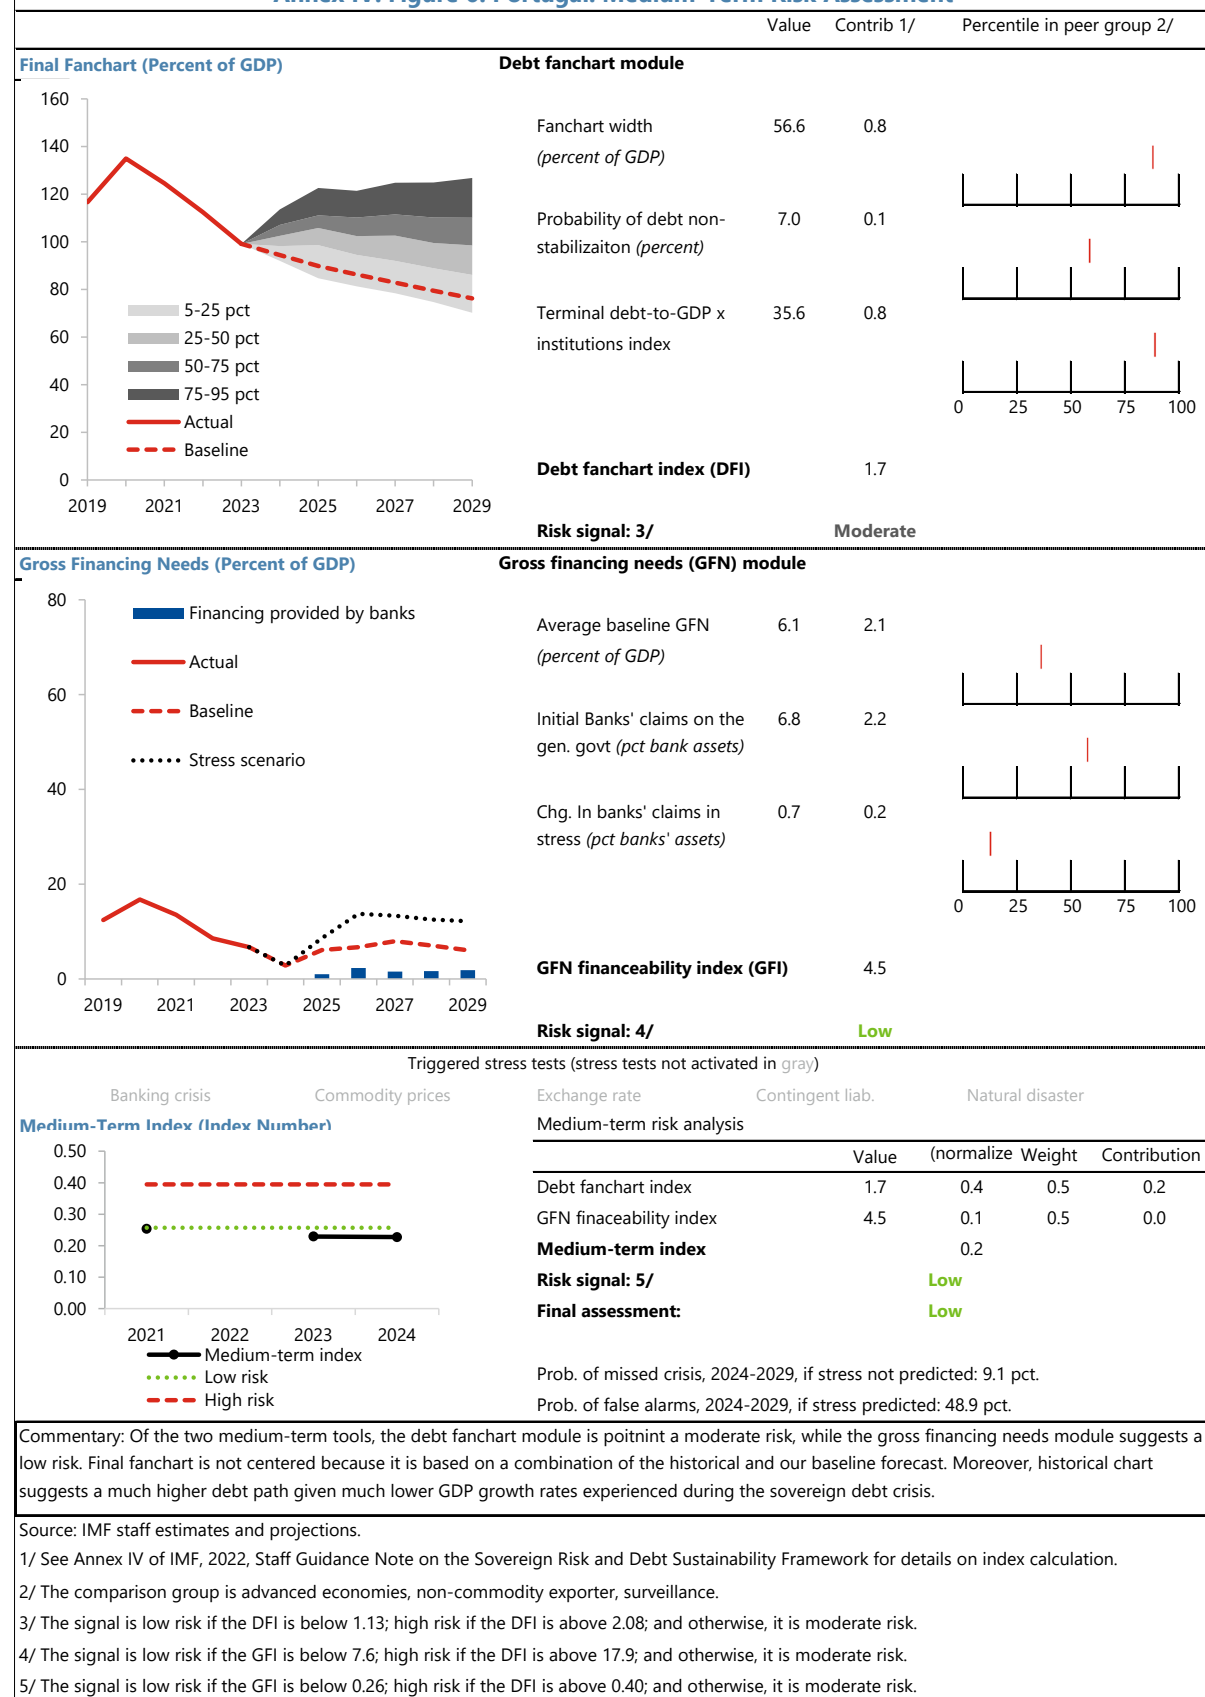 Annex IV. Figure 6. Portugal: Medium-Term Risk Assessment
Value Contrib 1/ Percentile in peer group 2/
Final Fanchart (Percent of GDP)
Debt fanchart module
160
140
120
100
80
60
40
20
0
5-25 pct
25-50 pct
50-75 pct
75-95 pct
Actual
Baseline
2019 2021 2023 2025 2027 2029
Fanchart width 56.6 0.8
(percent of GDP)
Probability of debt non- 7.0 0.1
stabilizaiton (percent)
Terminal debt-to-GDP x 35.6 0.8
institutions index
0 25 50 75 100
Debt fanchart index (DFI) 1.7
Risk signal: 3/ Moderate
Gross Financing Needs (Percent of GDP)
Gross financing needs (GFN) module
80
60
40
20
0
Financing provided by banks
Actual
Baseline
Stress scenario
2019 2021 2023 2025 2027 2029
Average baseline GFN 6.1 2.1
(percent of GDP)
Initial Banks' claims on the 6.8 2.2
gen. govt (pct bank assets)
Chg. In banks' claims in 0.7 0.2
stress (pct banks' assets)
0 25 50 75 100
GFN financeability index (GFI) 4.5
Risk signal: 4/ Low
Triggered stress tests (stress tests not activated in gray)
Banking crisis Commodity prices Exchange rate Contingent liab. Natural disaster
Medium-Term Index (Index Number)
0.50
0.40
0.30
0.20
0.10
0.00
2021 2022 2023 2024
Medium-term index
Low risk
High risk
Medium-term risk analysis
Value (normalize Weight Contribution
Debt fanchart index 1.7 0.4 0.5 0.2
GFN finaceability index 4.5 0.1 0.5 0.0
Medium-term index 0.2
Risk signal: 5/ Low
Final assessment: Low
Prob. of missed crisis, 2024-2029, if stress not predicted: 9.1 pct.
Prob. of false alarms, 2024-2029, if stress predicted: 48.9 pct.
Commentary: Of the two medium-term tools, the debt fanchart module is poitnint a moderate risk, while the gross financing needs module suggests a
low risk. Final fanchart is not centered because it is based on a combination of the historical and our baseline forecast. Moreover, historical chart
suggests a much higher debt path given much lower GDP growth rates experienced during the sovereign debt crisis.
Source: IMF staff estimates and projections.
1/ See Annex IV of IMF, 2022, Staff Guidance Note on the Sovereign Risk and Debt Sustainability Framework for details on index calculation.
2/ The comparison group is advanced economies, non-commodity exporter, surveillance.
3/ The signal is low risk if the DFI is below 1.13; high risk if the DFI is above 2.08; and otherwise, it is moderate risk.
4/ The signal is low risk if the GFI is below 7.6; high risk if the DFI is above 17.9; and otherwise, it is moderate risk.
5/ The signal is low risk if the GFI is below 0.26; high risk if the DFI is above 0.40; and otherwise, it is moderate risk.